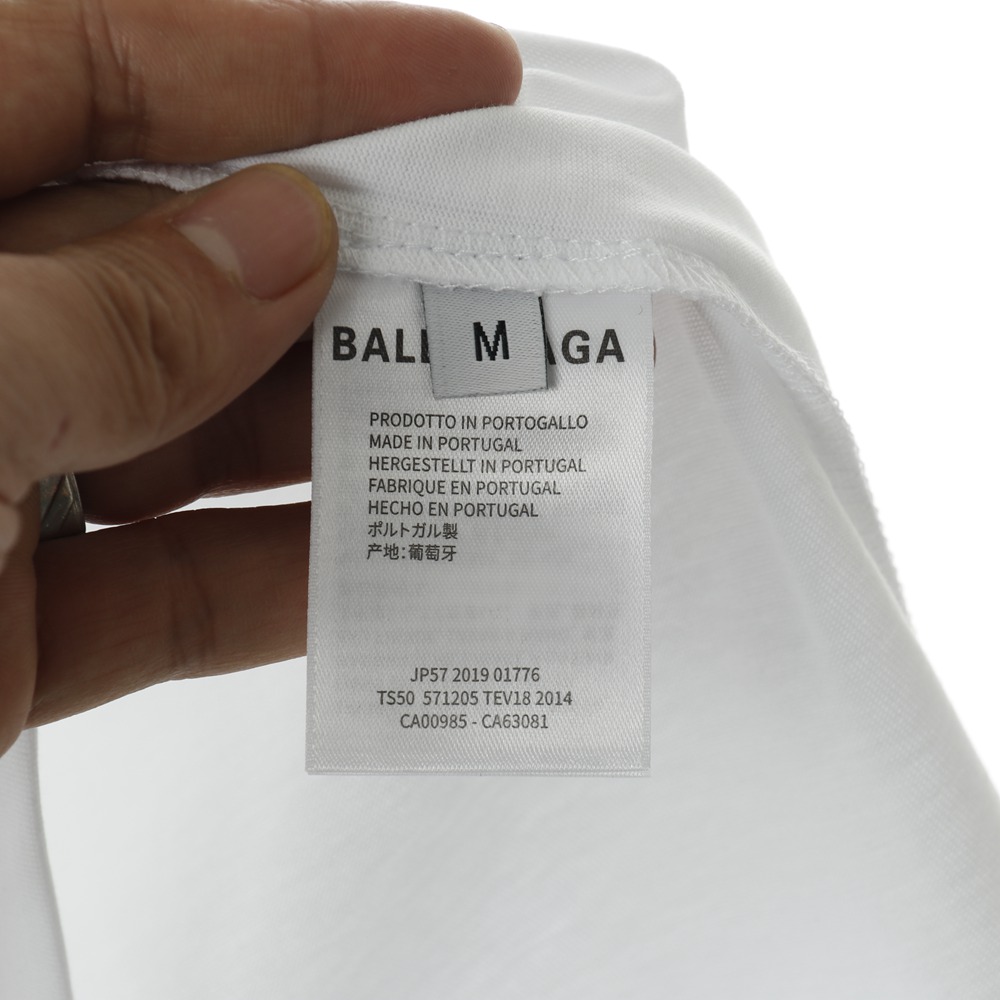 BAL AGA
M
PRODOTTO IN PORTOGALLO
MADE IN PORTUGAL
HERGESTELLT IN PORTUGAL
FABRIQUE EN PORTUGAL
HECHO EN PORTUGAL
ポルトガル製
产地:葡萄牙
JP57 2019 01776
TS50 571205 TEV18 2014
CA00985 - CA63081